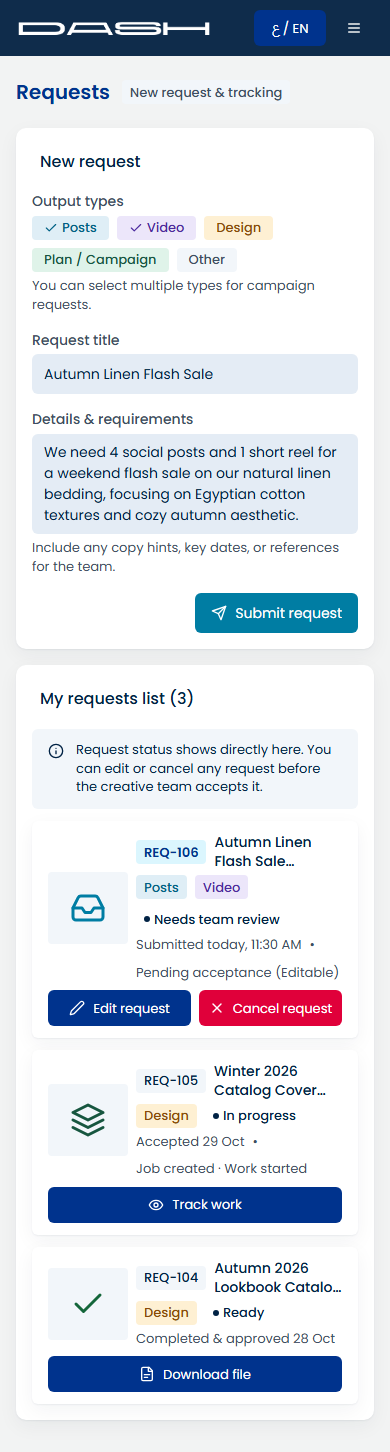 DASH
ع / EN
Requests
New request & tracking
New request
Output types
Posts
Video
Design
Plan / Campaign
Other
You can select multiple types for campaign
requests.
Request title
Autumn Linen Flash Sale
Details & requirements
We need 4 social posts and 1 short reel for
a weekend flash sale on our natural linen
bedding, focusing on Egyptian cotton
textures and cozy autumn aesthetic.
Include any copy hints, key dates, or references
for the team.
Submit request
My requests list (3)
Request status shows directly here. You
can edit or cancel any request before
the creative team accepts it.
REQ-106
Autumn Linen
Flash Sale...
Posts
Video
• Needs team review
Submitted today, 11:30 AM •
Pending acceptance (Editable)
Edit request
Cancel request
REQ-105
Winter 2026
Catalog Cover...
Design
• In progress
Accepted 29 Oct •
Job created · Work started
Track work
REQ-104
Autumn 2026
Lookbook Catalo...
Design
• Ready
Completed & approved 28 Oct
Download file